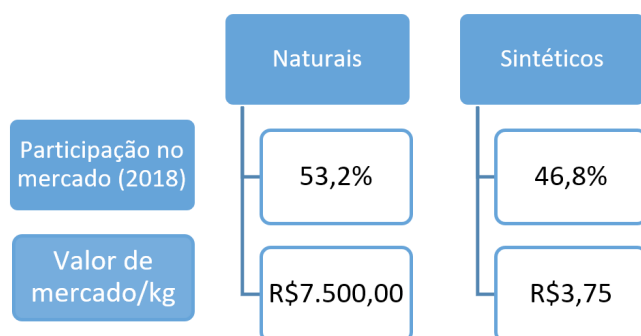 Naturais
Sintéticos
Participação no
mercado (2018)
53,2%
46,8%
Valor de
mercado/kg
R$7.500,00
R$3,75